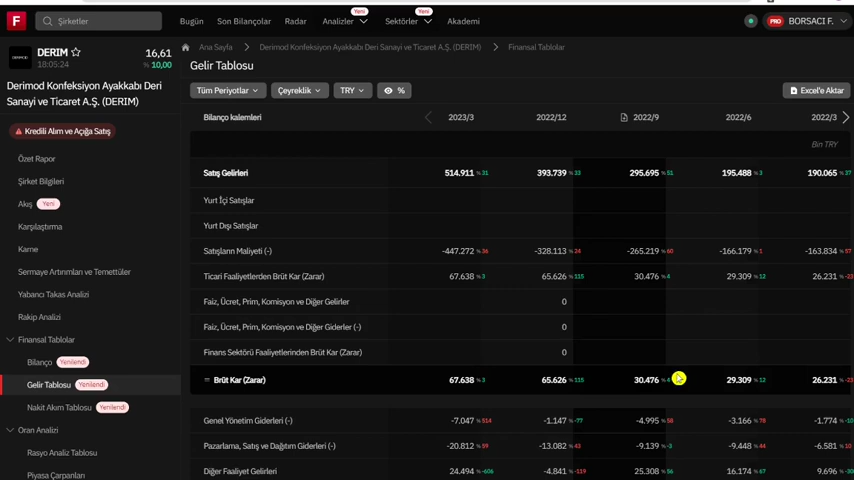 F
Şirketler
Bugün
Son Bilançolar
Radar
Analizler
Yeni
Sektörler
Yeni
Akademi
PRO
BORSACI F.
DERIM
16,61
18:05:24
% 10,00
Derimod Konfeksiyon Ayakkabı Deri
Sanayi ve Ticaret A.Ş. (DERIM)
Kredili Alım ve Açığa Satış
Özet Rapor
Şirket Bilgileri
Akış Yeni
Karşılaştırma
Karne
Sermaye Artırımları ve Temettüler
Yabancı Takas Analizi
Rakip Analizi
Finansal Tablolar
Bilanço Yenilendi
Gelir Tablosu Yenilendi
Nakit Akım Tablosu Yenilendi
Oran Analizi
Rasyo Analiz Tablosu
Piyasa Çarpanları
Ana Sayfa
Derimod Konfeksiyon Ayakkabı Deri Sanayi ve Ticaret A.Ş. (DERIM)
Finansal Tablolar
Gelir Tablosu
Tüm Periyotlar
Çeyreklik
TRY
%
Excel'e Aktar
Bilanço kalemleri 2023/3 2022/12 2022/9 2022/6 2022/3
Bin TRY
Satış Gelirleri 514.911 %31 393.739 %33 295.695 %51 195.488 %3 190.065 %37
Yurt İçi Satışlar
Yurt Dışı Satışlar
Satışların Maliyeti (-) -447.272 %36 -328.113 %24 -265.219 %60 -166.179 %1 -163.834 %57
Ticari Faaliyetlerden Brüt Kar (Zarar) 67.638 %3 65.626 %115 30.476 %4 29.309 %12 26.231 %-23
Faiz, Ücret, Prim, Komisyon ve Diğer Gelirler 0
Faiz, Ücret, Prim, Komisyon ve Diğer Giderler (-) 0
Finans Sektörü Faaliyetlerinden Brüt Kar (Zarar) 0
Brüt Kar (Zarar) 67.638 %3 65.626 %115 30.476 %4 29.309 %12 26.231 %-23
Genel Yönetim Giderleri (-) -7.047 %514 -1.147 %-77 -4.995 %58 -3.166 %78 -1.774 %-10
Pazarlama, Satış ve Dağıtım Giderleri (-) -20.812 %59 -13.082 %43 -9.139 %-3 -9.448 %44 -6.581 %10
Diğer Faaliyet Gelirleri 24.494 %-606 -4.841 %-119 25.308 %56 16.174 %67 9.696 %-30